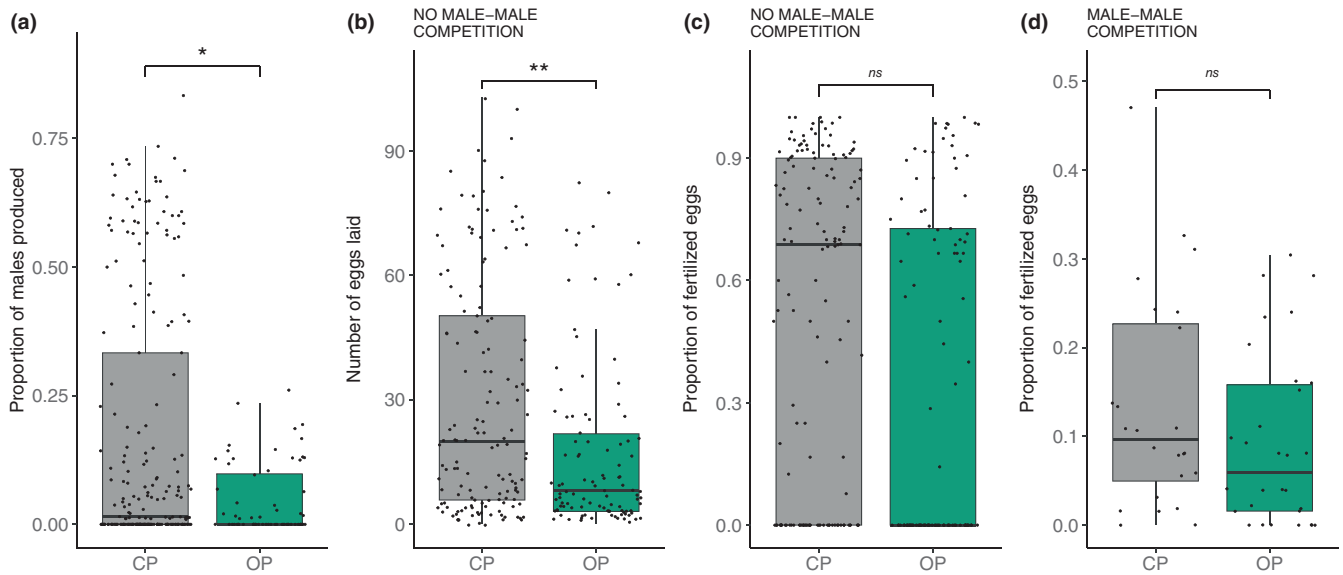 (a)
*
Proportion of males produced
0.75
0.50
0.25
0.00
CP
OP
(b)
NO MALE–MALE
COMPETITION
**
Number of eggs laid
90
60
30
0
CP
OP
(c)
NO MALE–MALE
COMPETITION
ns
Proportion of fertilized eggs
0.9
0.6
0.3
0.0
CP
OP
(d)
MALE–MALE
COMPETITION
ns
Proportion of fertilized eggs
0.5
0.4
0.3
0.2
0.1
0.0
CP
OP